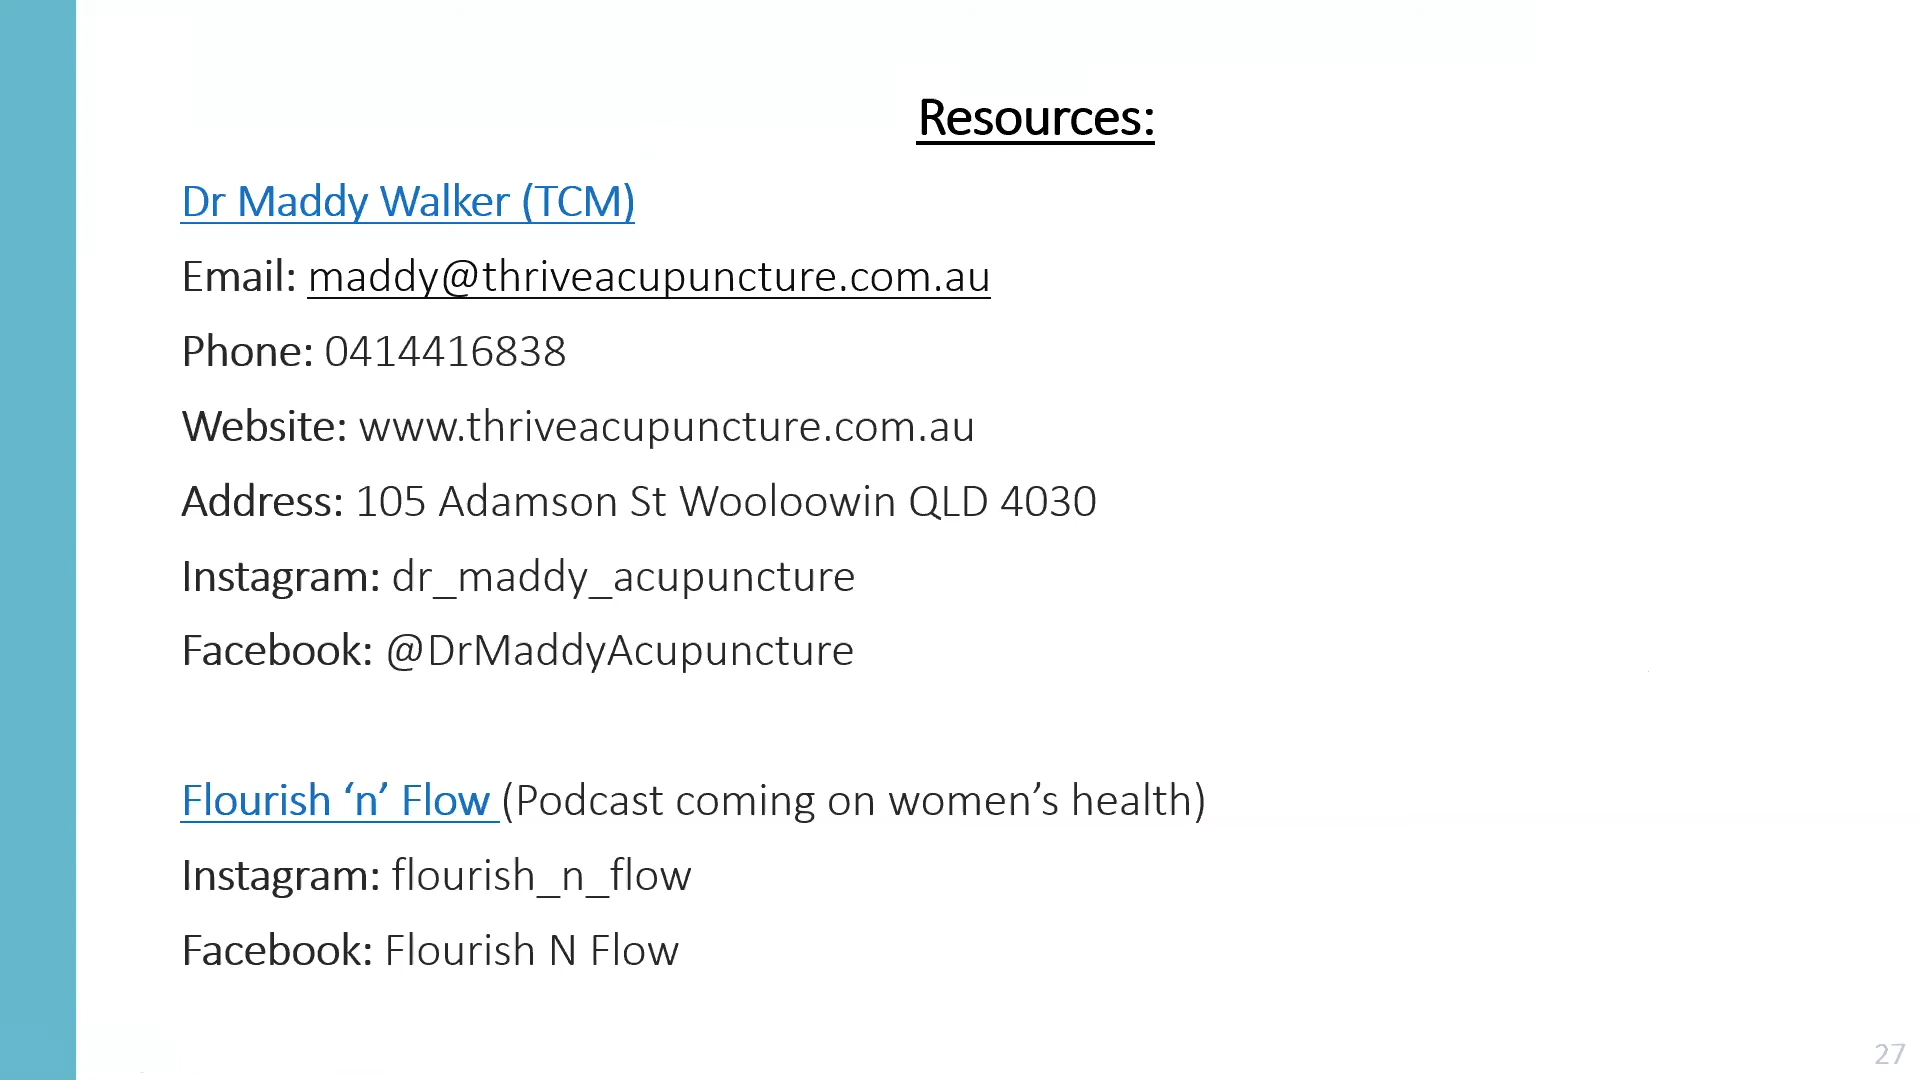 Resources:
Dr Maddy Walker (TCM)
Email: maddy@thriveacupuncture.com.au
Phone: 0414416838
Website: www.thriveacupuncture.com.au
Address: 105 Adamson St Wooloowin QLD 4030
Instagram: dr_maddy_acupuncture
Facebook: @DrMaddyAcupuncture
Flourish ‘n’ Flow (Podcast coming on women’s health)
Instagram: flourish_n_flow
Facebook: Flourish N Flow
27